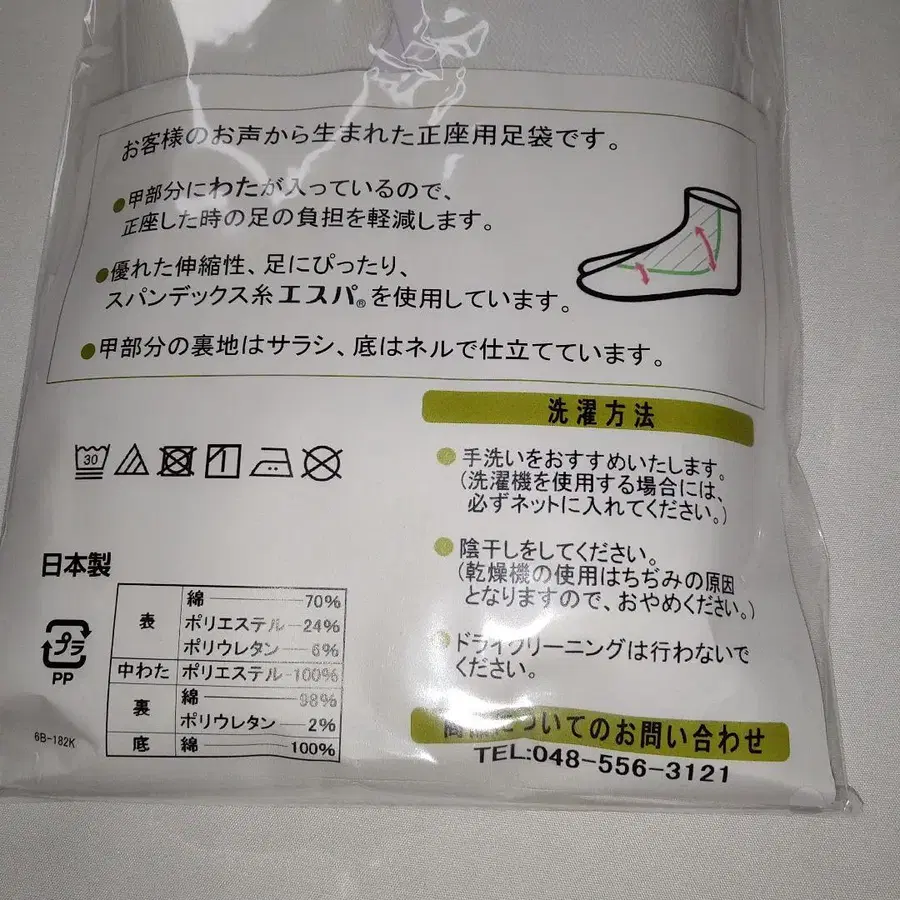 お客様のお声から生まれた正座用足袋です。
●甲部分にわたが入っているので、
正座した時の足の負担を軽減します。
●優れた伸縮性、足にぴったり、
スパンデックス糸エスパ®を使用しています。
●甲部分の裏地はサラシ、底はネルで仕立てています。
30
日本製
表 綿 70%
ポリエステル 24%
ポリウレタン 6%
中わた ポリエステル 100%
裏 綿 98%
ポリウレタン 2%
底 綿 100%
プラ
PP
6B-182K
洗濯方法
●手洗いをおすすめいたします。
(洗濯機を使用する場合には、
必ずネットに入れてください。)
●陰干しをしてください。
(乾燥機の使用はちぢみの原因
となりますので、おやめください。)
●ドライクリーニングは行わないで
ください。
商品についてのお問い合わせ
TEL:048-556-3121